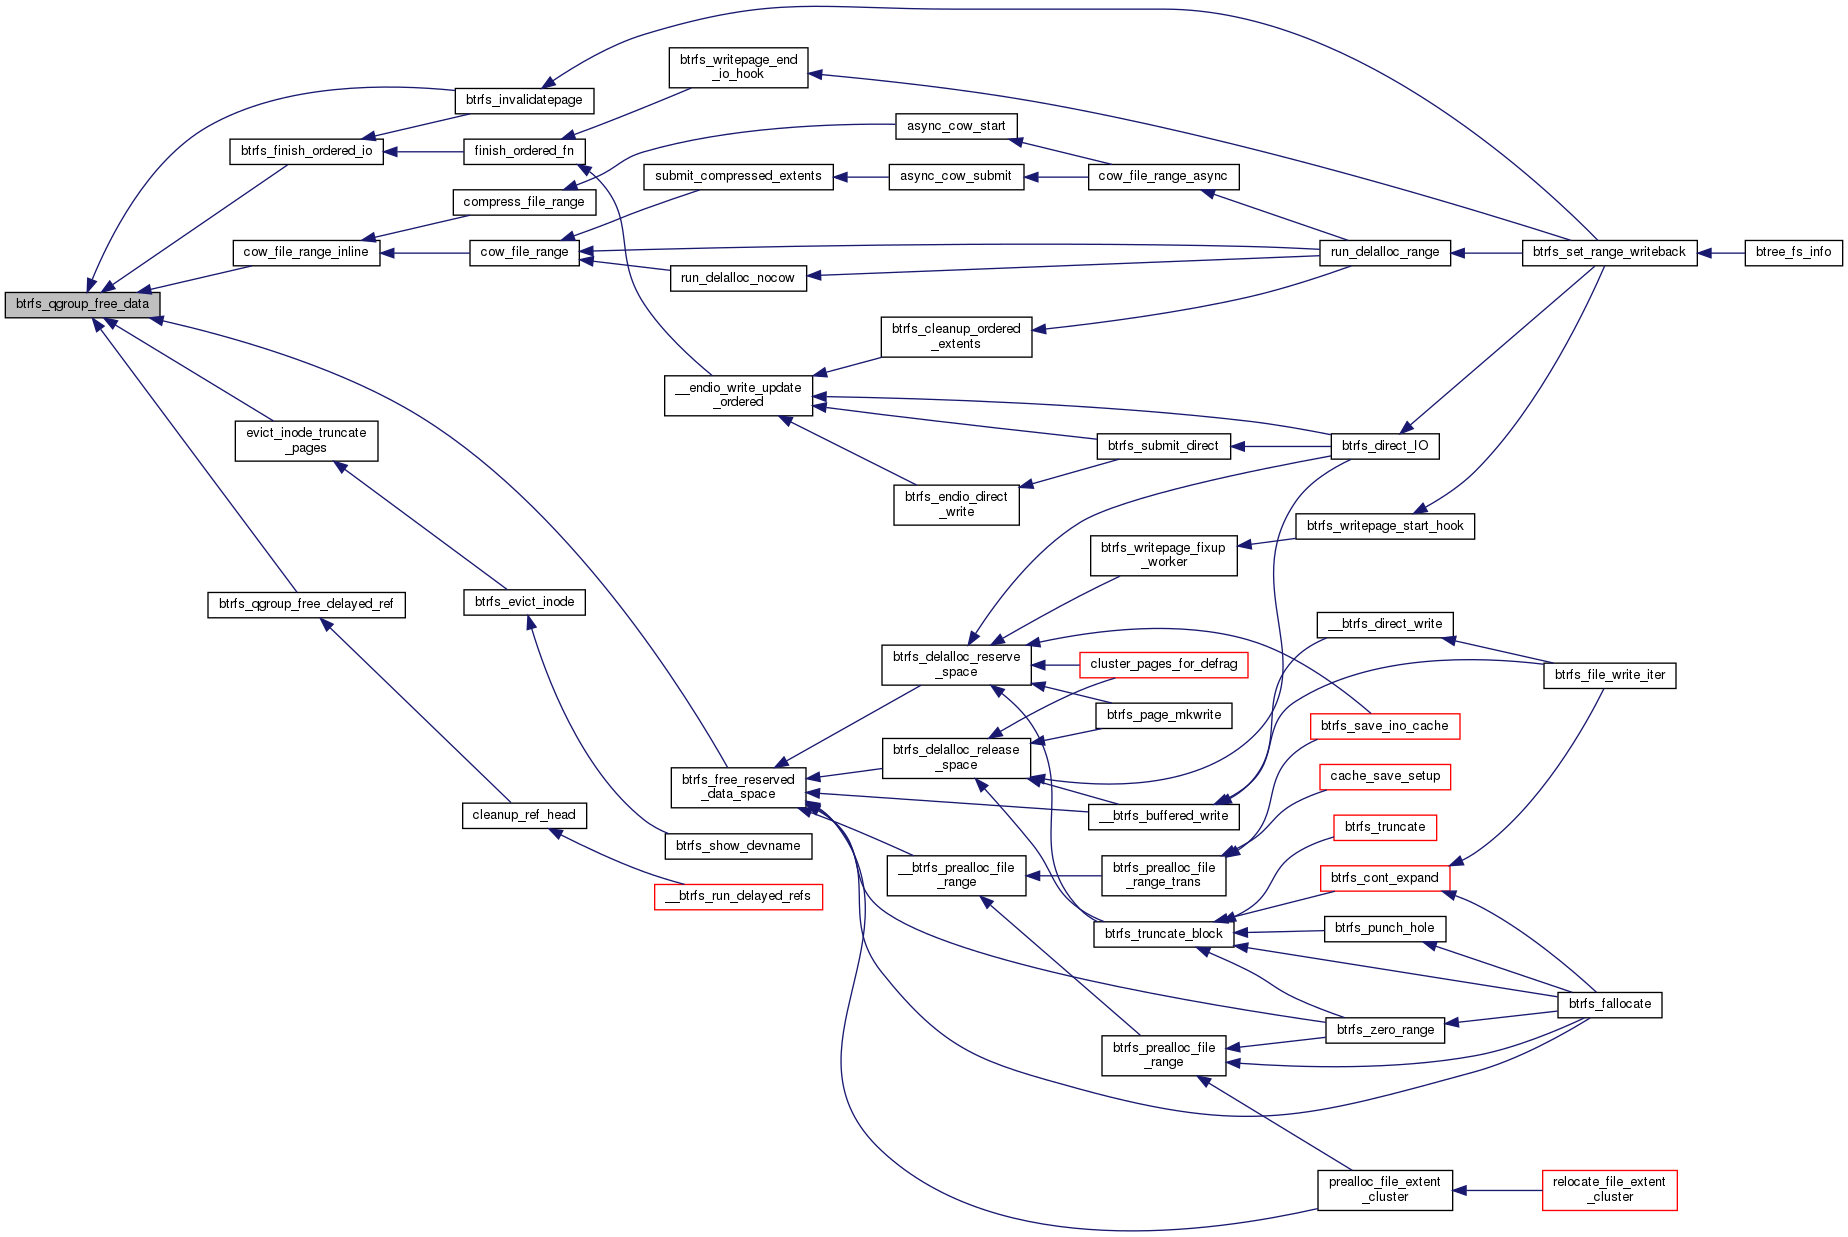 btrfs_writepage_end
_io_hook
btrfs_invalidatepage
async_cow_start
btrfs_finish_ordered_io
finish_ordered_fn
submit_compressed_extents
async_cow_submit
cow_file_range_async
compress_file_range
cow_file_range_inline
cow_file_range
run_delalloc_range
btrfs_set_range_writeback
btree_fs_info
run_delalloc_nocow
btrfs_qgroup_free_data
btrfs_cleanup_ordered
_extents
__endio_write_update
_ordered
evict_inode_truncate
_pages
btrfs_submit_direct
btrfs_direct_IO
btrfs_endio_direct
_write
btrfs_writepage_start_hook
btrfs_writepage_fixup
_worker
btrfs_qgroup_free_delayed_ref
btrfs_evict_inode
__btrfs_direct_write
btrfs_delalloc_reserve
_space
cluster_pages_for_defrag
btrfs_file_write_iter
btrfs_page_mkwrite
btrfs_save_ino_cache
btrfs_delalloc_release
_space
btrfs_free_reserved
_data_space
cache_save_setup
cleanup_ref_head
__btrfs_buffered_write
btrfs_truncate
btrfs_show_devname
__btrfs_prealloc_file
_range
btrfs_prealloc_file
_range_trans
btrfs_cont_expand
__btrfs_run_delayed_refs
btrfs_truncate_block
btrfs_punch_hole
btrfs_fallocate
btrfs_zero_range
btrfs_prealloc_file
_range
prealloc_file_extent
_cluster
relocate_file_extent
_cluster